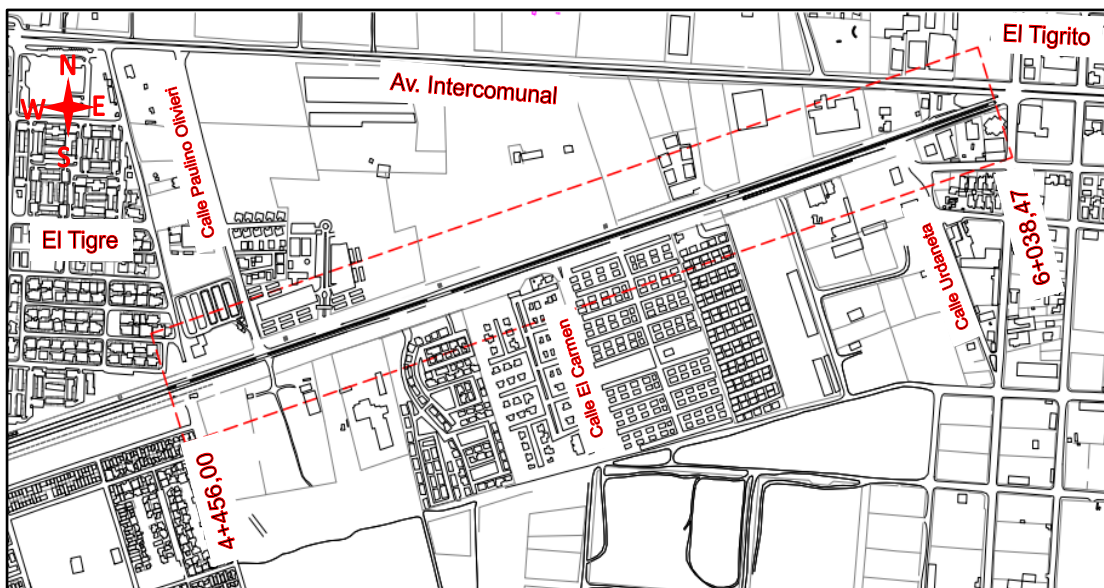 El Tigrito
N
W
E
S
Av. Intercomunal
Calle Paulino Olivieri
El Tigre
6+038,47
Calle Urdaneta
Calle El Carmen
4+456,00